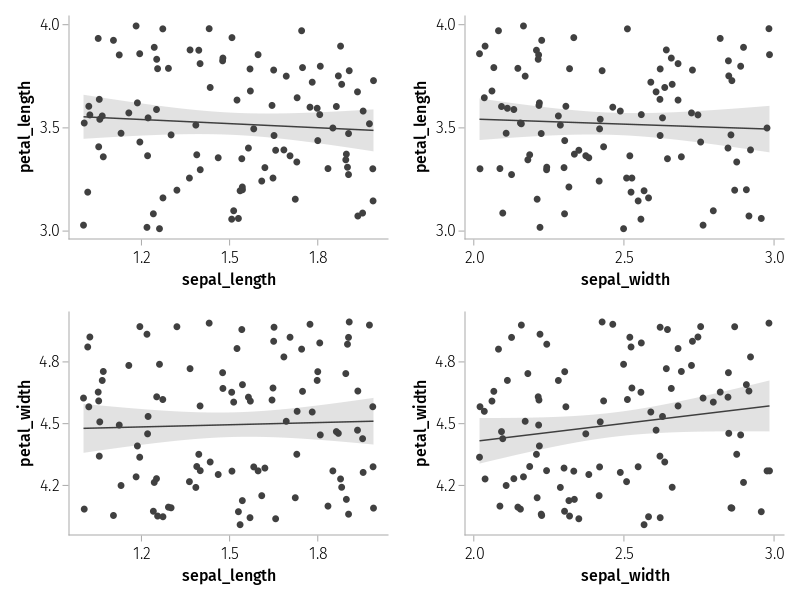 4.0
3.5
3.0
petal_length
1.2 1.5 1.8
sepal_length
4.0
3.5
3.0
petal_length
2.0 2.5 3.0
sepal_width
4.8
4.5
4.2
petal_width
1.2 1.5 1.8
sepal_length
4.8
4.5
4.2
petal_width
2.0 2.5 3.0
sepal_width